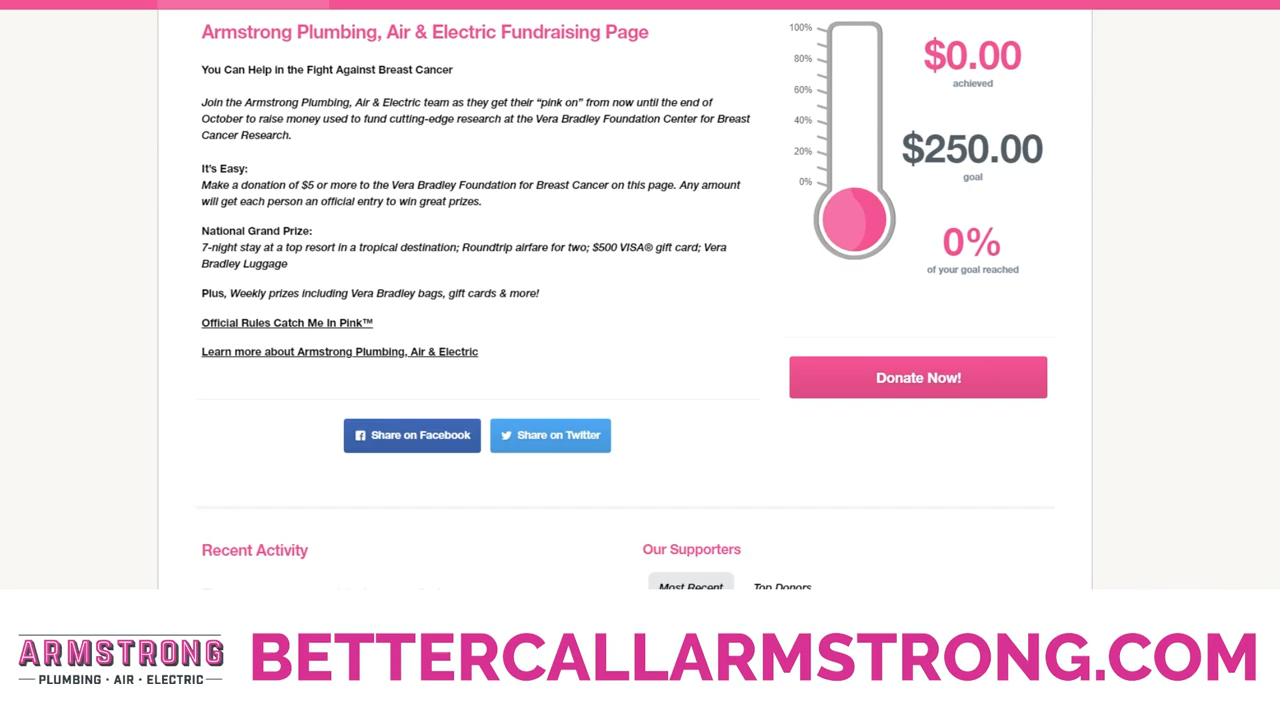 Armstrong Plumbing, Air & Electric Fundraising Page
You Can Help in the Fight Against Breast Cancer
Join the Armstrong Plumbing, Air & Electric team as they get their “pink on” from now until the end of
October to raise money used to fund cutting-edge research at the Vera Bradley Foundation Center for Breast
Cancer Research.
It's Easy:
Make a donation of $5 or more to the Vera Bradley Foundation for Breast Cancer on this page. Any amount
will get each person an official entry to win great prizes.
National Grand Prize:
7-night stay at a top resort in a tropical destination; Roundtrip airfare for two; $500 VISA® gift card; Vera
Bradley Luggage
Plus, Weekly prizes including Vera Bradley bags, gift cards & more!
Official Rules Catch Me In Pink™
Learn more about Armstrong Plumbing, Air & Electric
Share on Facebook
Share on Twitter
100%
80%
60%
40%
20%
0%
$0.00
achieved
$250.00
goal
0%
of your goal reached
Donate Now!
Recent Activity
Our Supporters
Most Recent
Top Donors
ARMSTRONG
PLUMBING · AIR · ELECTRIC
BETTERCALLARMSTRONG.COM